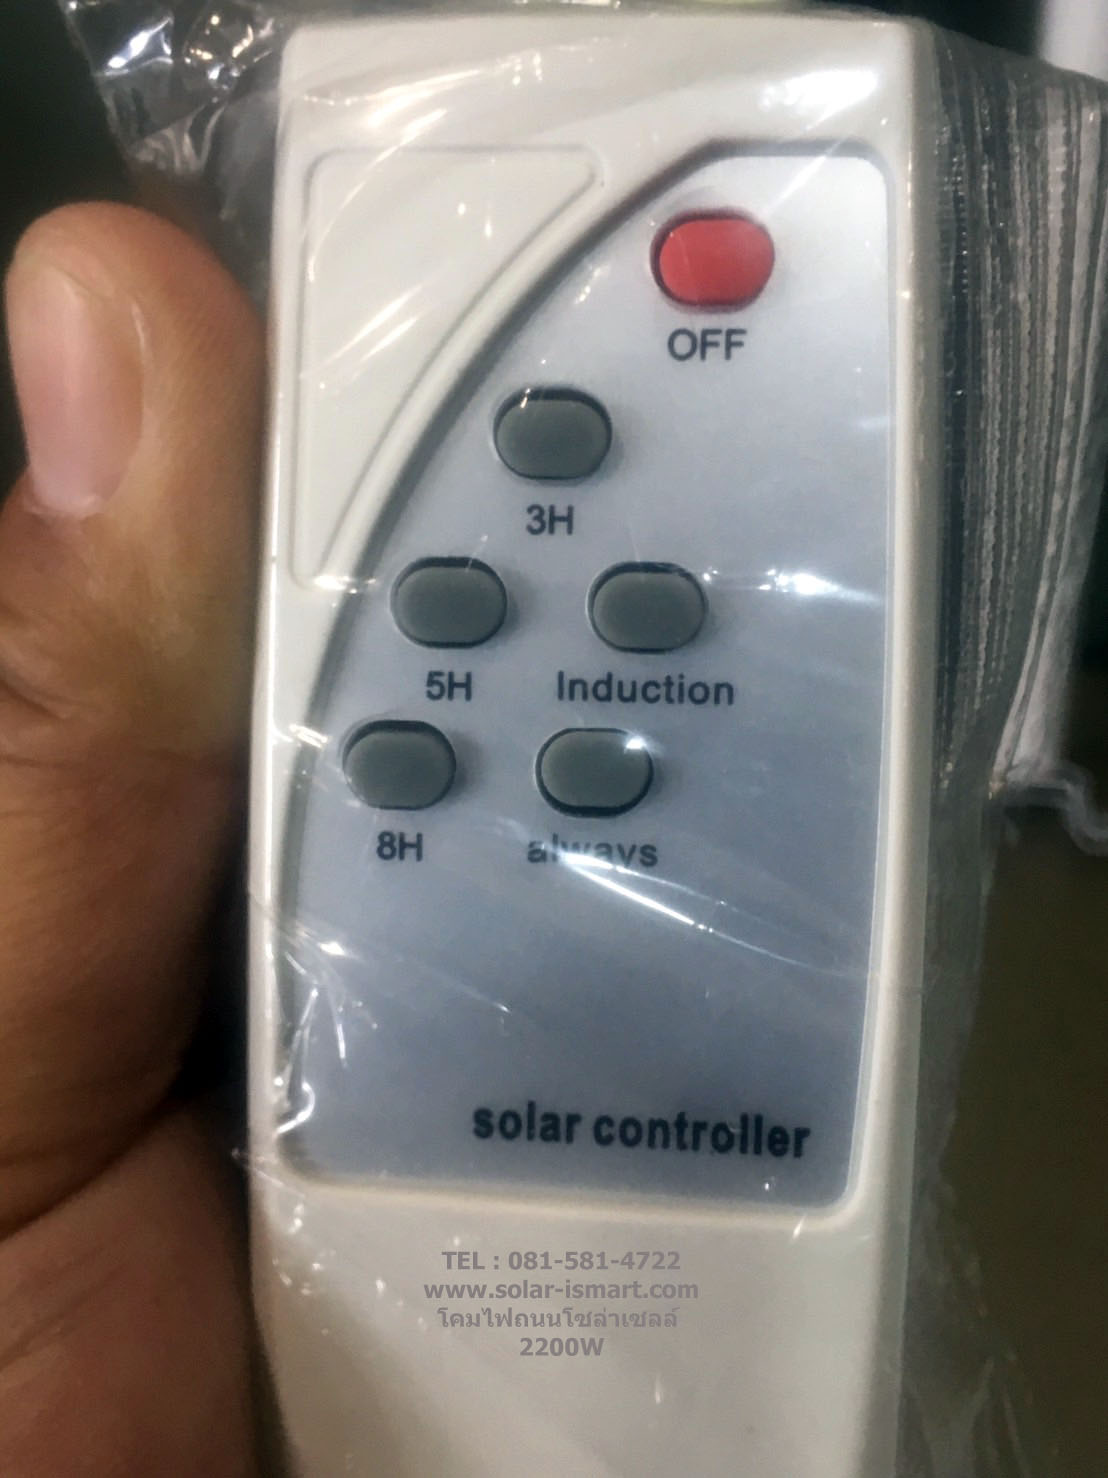 OFF
3H
5H Induction
8H always
solar controller
TEL : 081-581-4722
www.solar-ismart.com
โคมไฟถนนโซล่าเซลล์
2200W